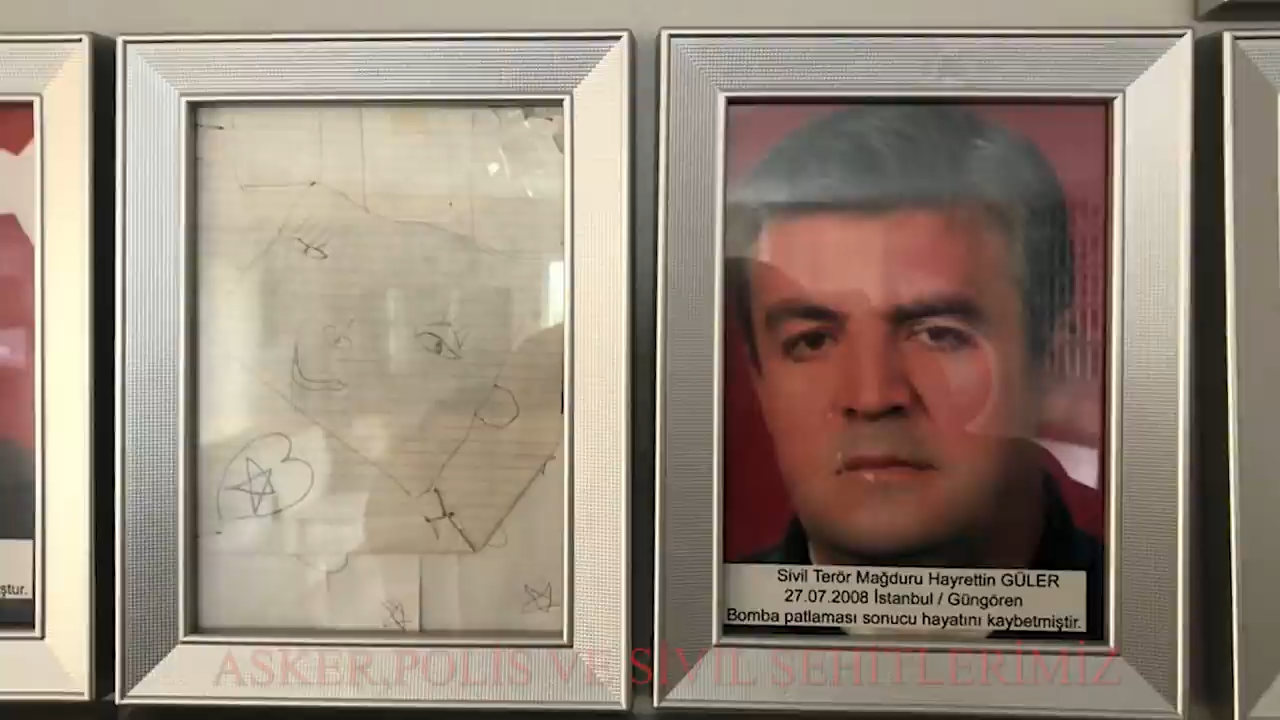 ştur.
Sivil Terör Mağduru Hayrettin GÜLER
27.07.2008 İstanbul / Güngören
Bomba patlaması sonucu hayatını kaybetmiştir.
ASKER,POLİS VE SİVİL ŞEHİTLERİMİZ